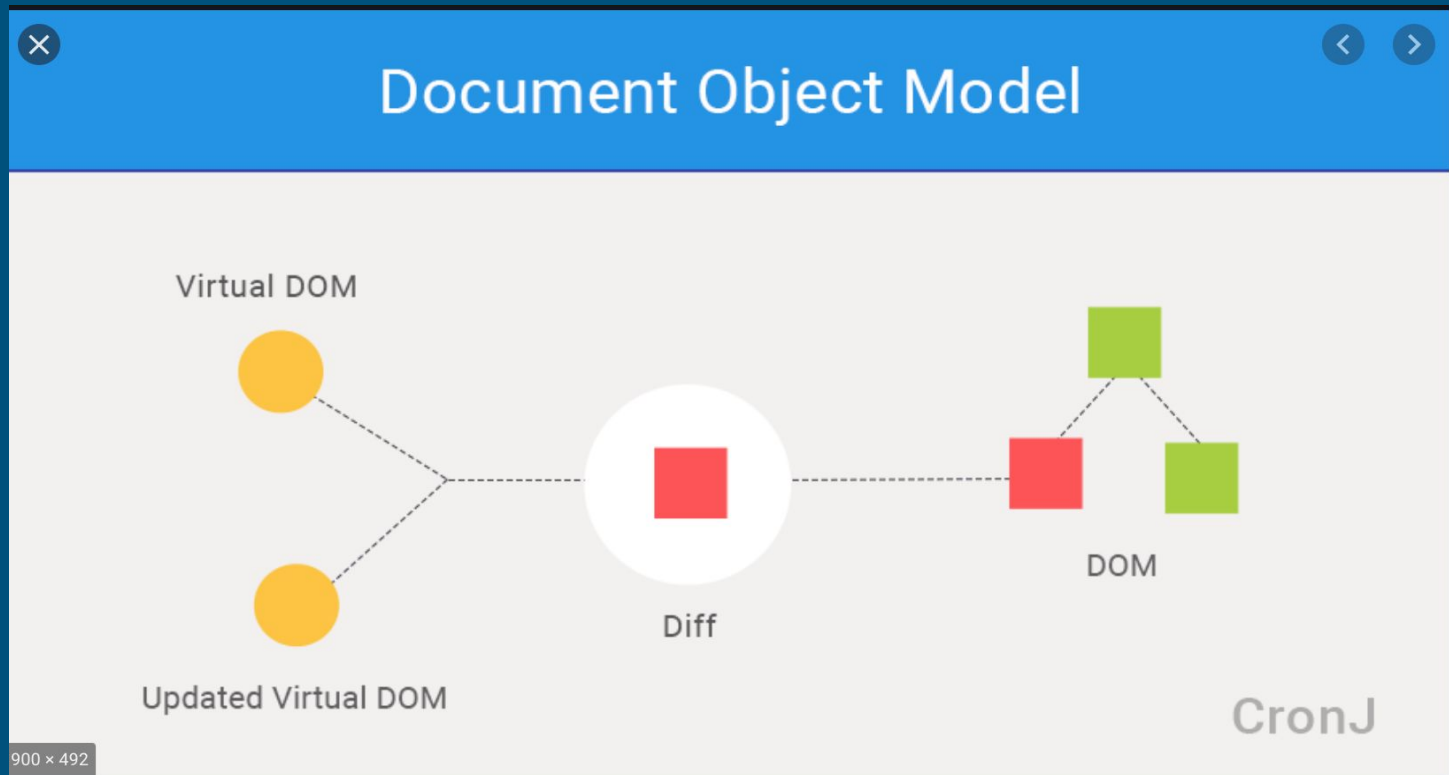 Document Object Model
Virtual DOM
DOM
Diff
Updated Virtual DOM
CronJ
900 × 492